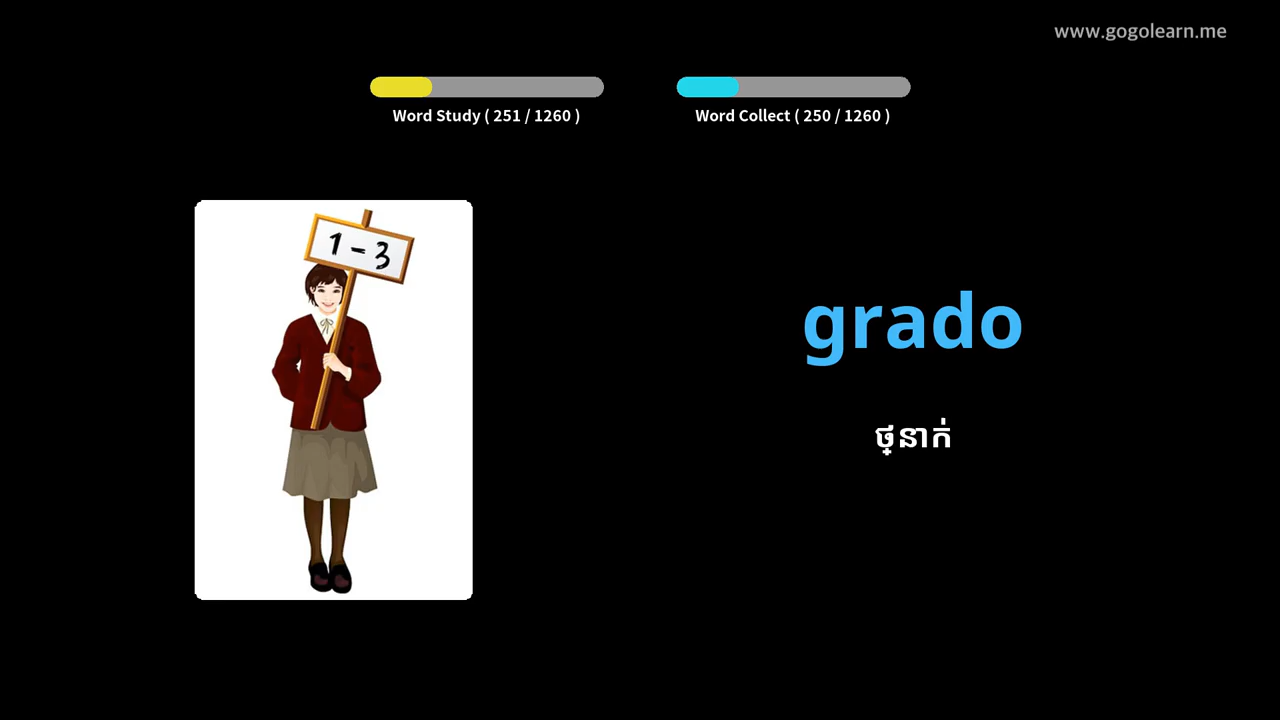 www.gogolearn.me
Word Study ( 251 / 1260 )
Word Collect ( 250 / 1260 )
1 - 3
grado
ថ្នាក់